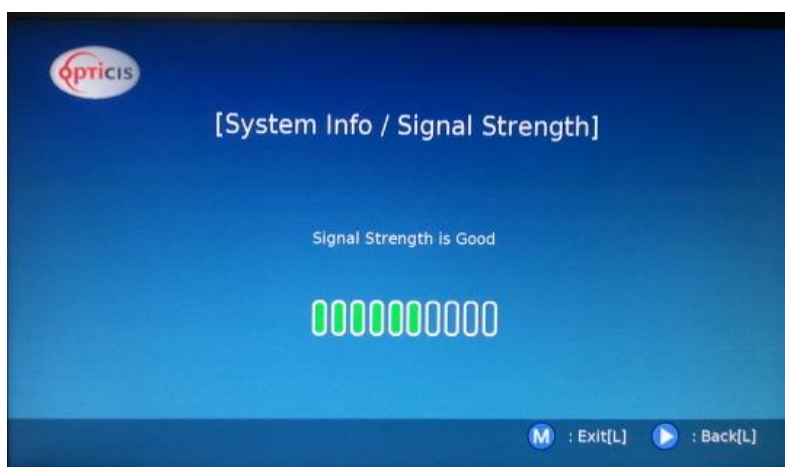 OPTICIS
[System Info / Signal Strength]
Signal Strength is Good
M : Exit[L] : Back[L]